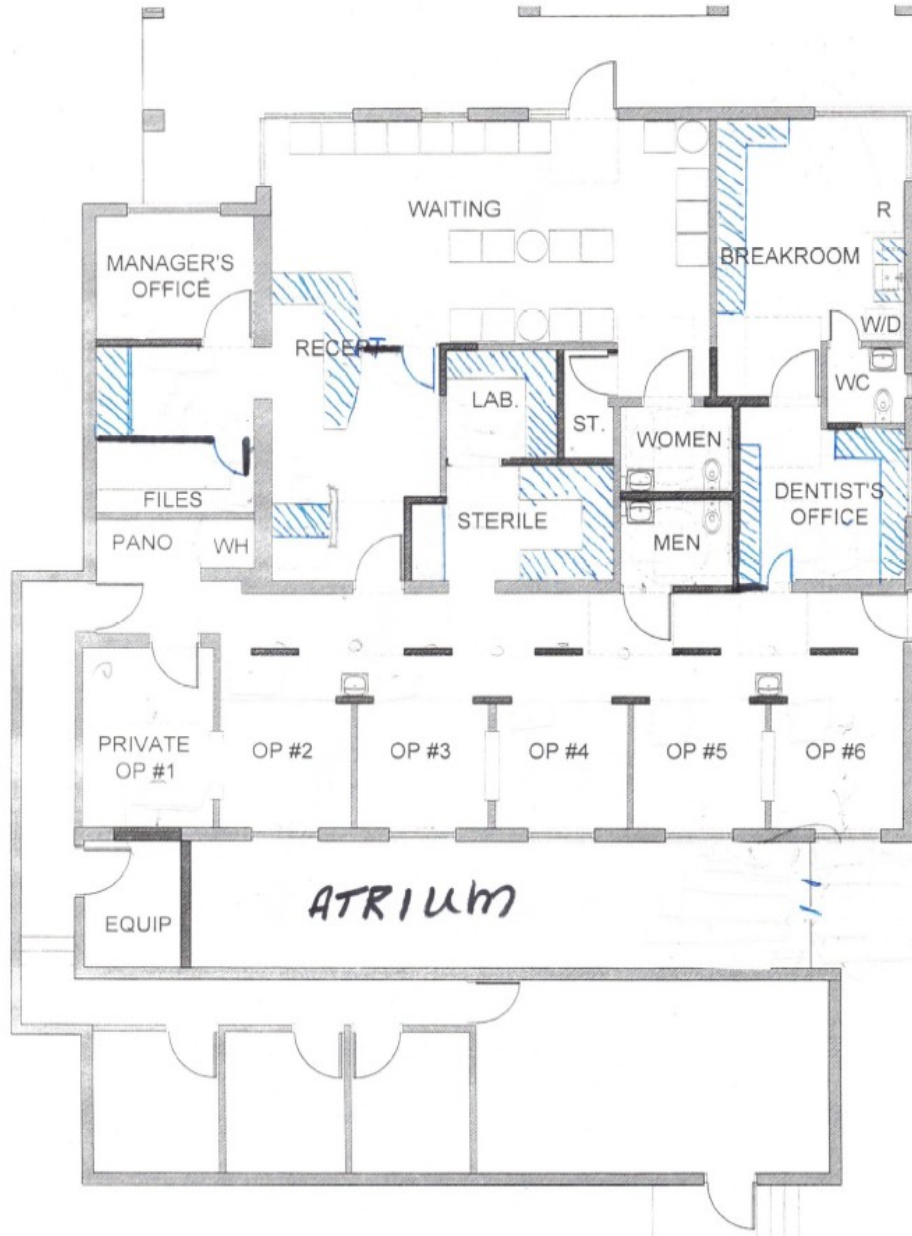 WAITING
R
MANAGER'S
OFFICE
BREAKROOM
W/D
RECEPT
LAB.
WC
ST.
WOMEN
FILES
DENTIST'S
OFFICE
STERILE
PANO
WH
MEN
PRIVATE
OP #1
OP #2
OP #3
OP #4
OP #5
OP #6
ATRIUM
EQUIP